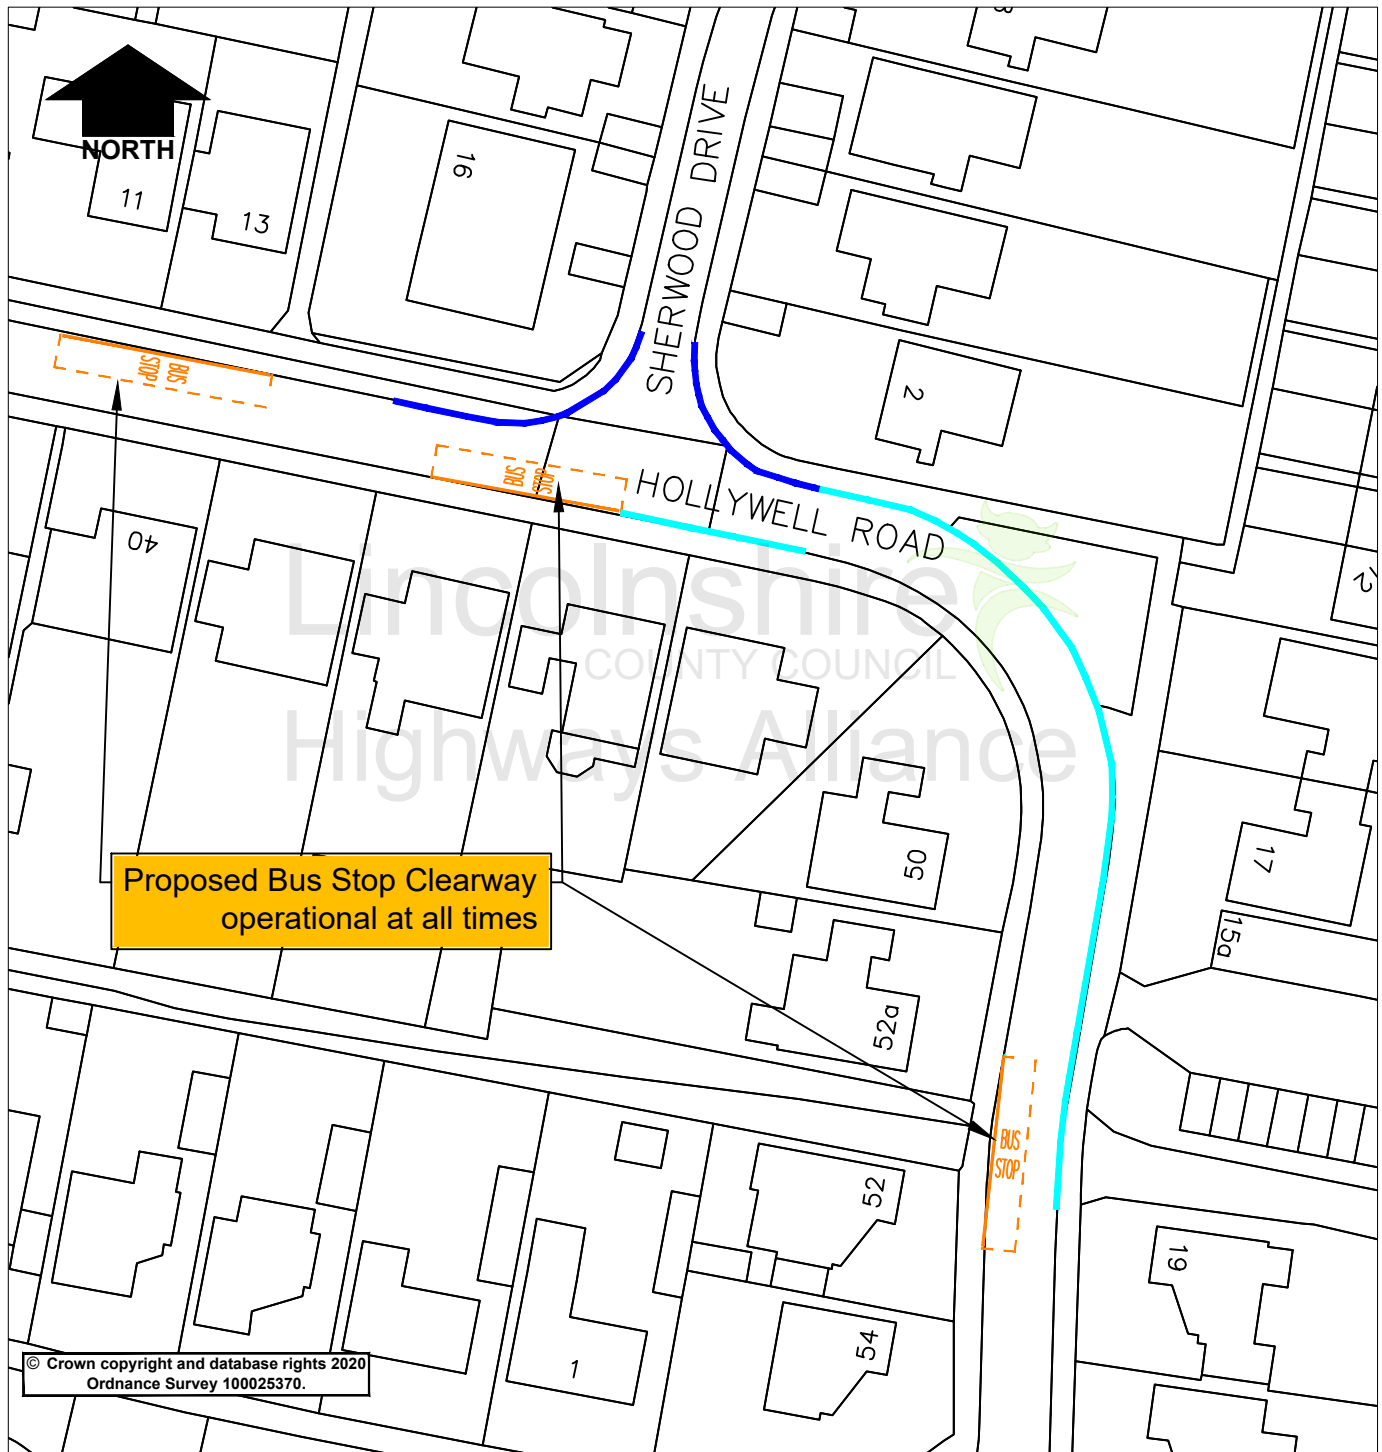 8
NORTH
11
13
16
SHERWOOD DRIVE
2
BUS
STOP
BUS
STOP
HOLLYWELL ROAD
40
Lincolnshire
COUNTY COUNCIL
Highways Alliance
12
50
17
15a
Proposed Bus Stop Clearway
operational at all times
52a
BUS
STOP
52
19
54
1
© Crown copyright and database rights 2020
Ordnance Survey 100025370.